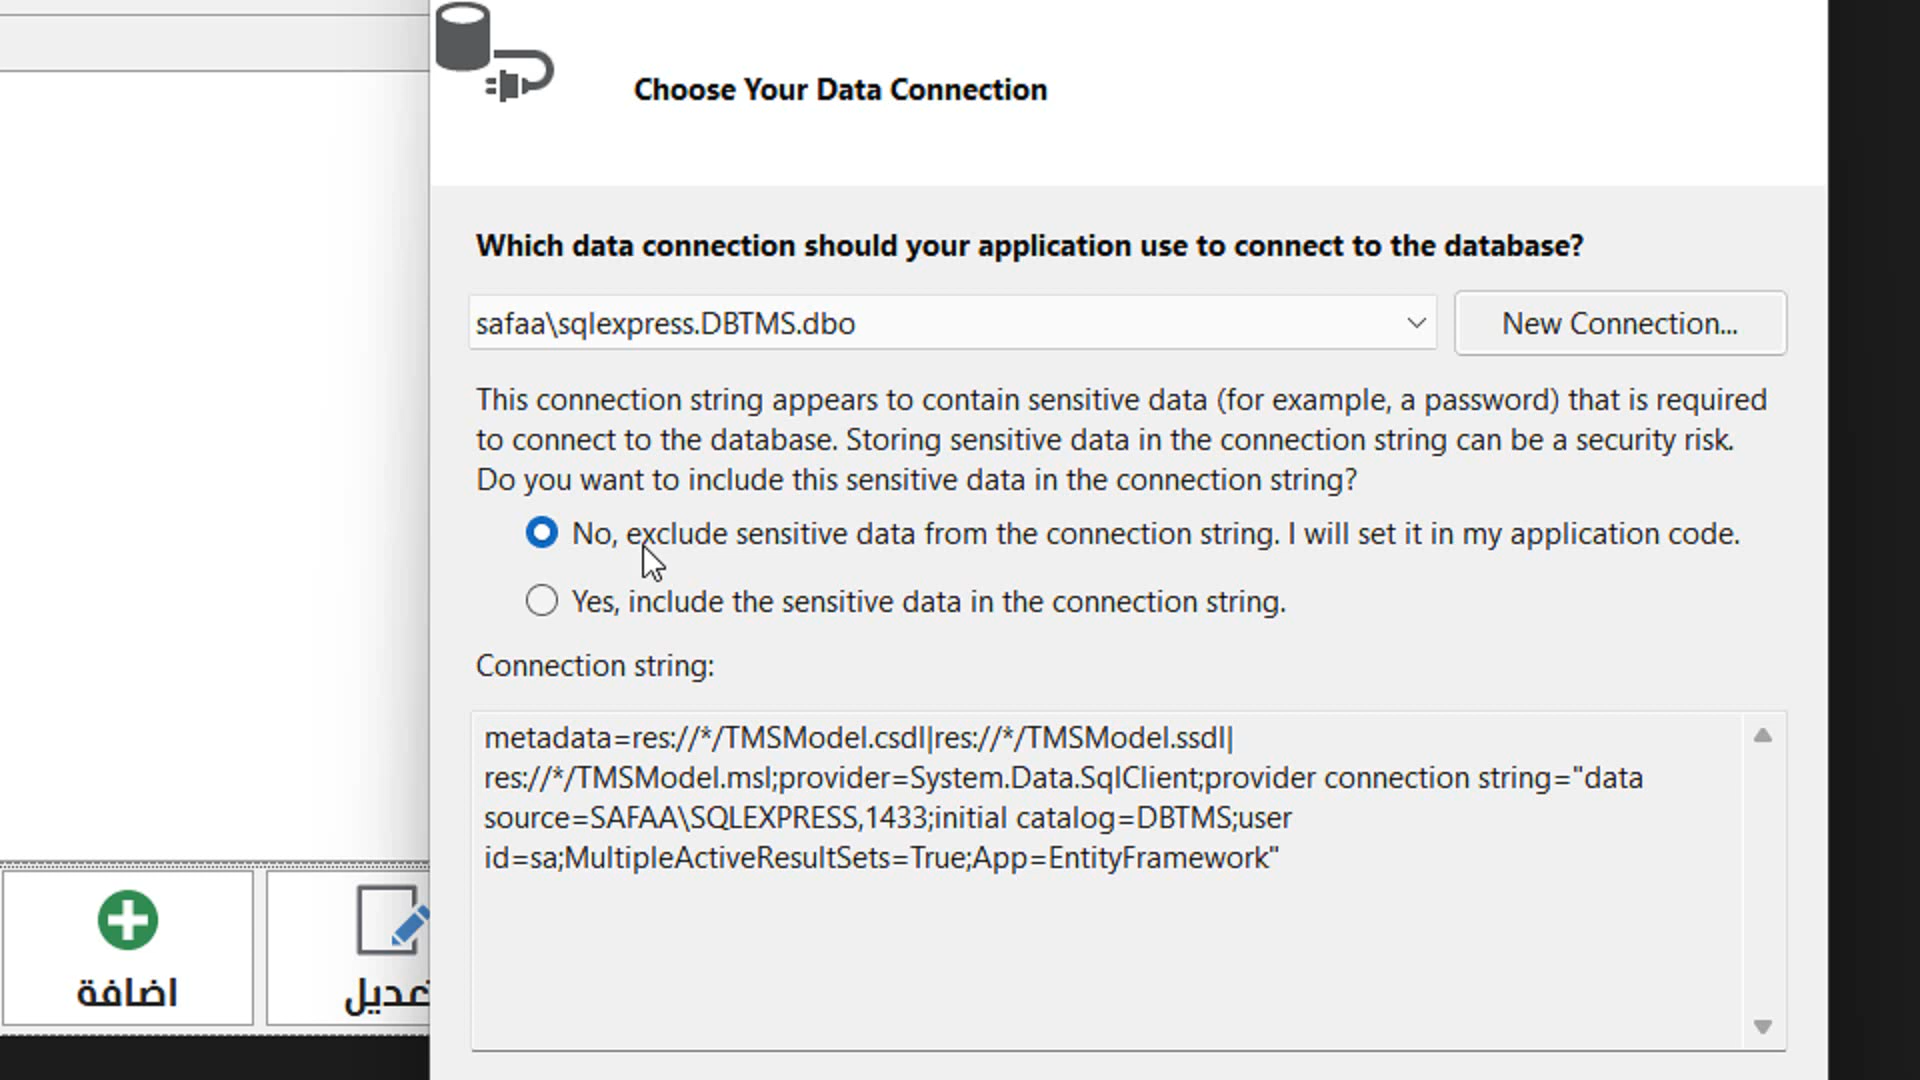 Choose Your Data Connection
Which data connection should your application use to connect to the database?
safaa\sqlexpress.DBTMS.dbo
New Connection...
This connection string appears to contain sensitive data (for example, a password) that is required
to connect to the database. Storing sensitive data in the connection string can be a security risk.
Do you want to include this sensitive data in the connection string?
No, exclude sensitive data from the connection string. I will set it in my application code.
Yes, include the sensitive data in the connection string.
Connection string:
metadata=res://*/TMSModel.csdl|res://*/TMSModel.ssdl|
res://*/TMSModel.msl;provider=System.Data.SqlClient;provider connection string="data
source=SAFAA\SQLEXPRESS,1433;initial catalog=DBTMS;user
id=sa;MultipleActiveResultSets=True;App=EntityFramework"
اضافة
عديل